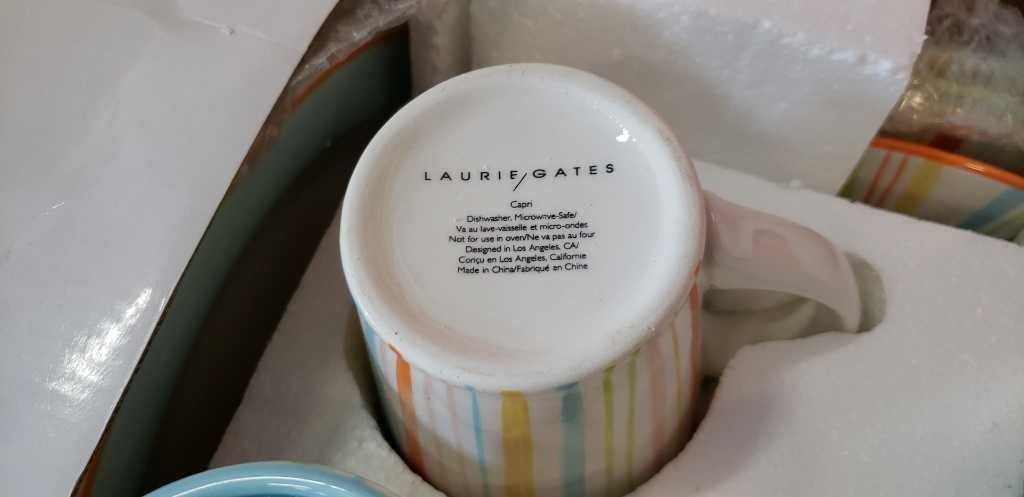 LAURIE/GATES
Capri
Dishwasher, Microwave-Safe/
Va au lave-vaisselle et micro-ondes
Not for use in oven/Ne va pas au four
Designed in Los Angeles, CA/
Conçu en Los Angeles, Californie
Made in China/Fabriqué en Chine